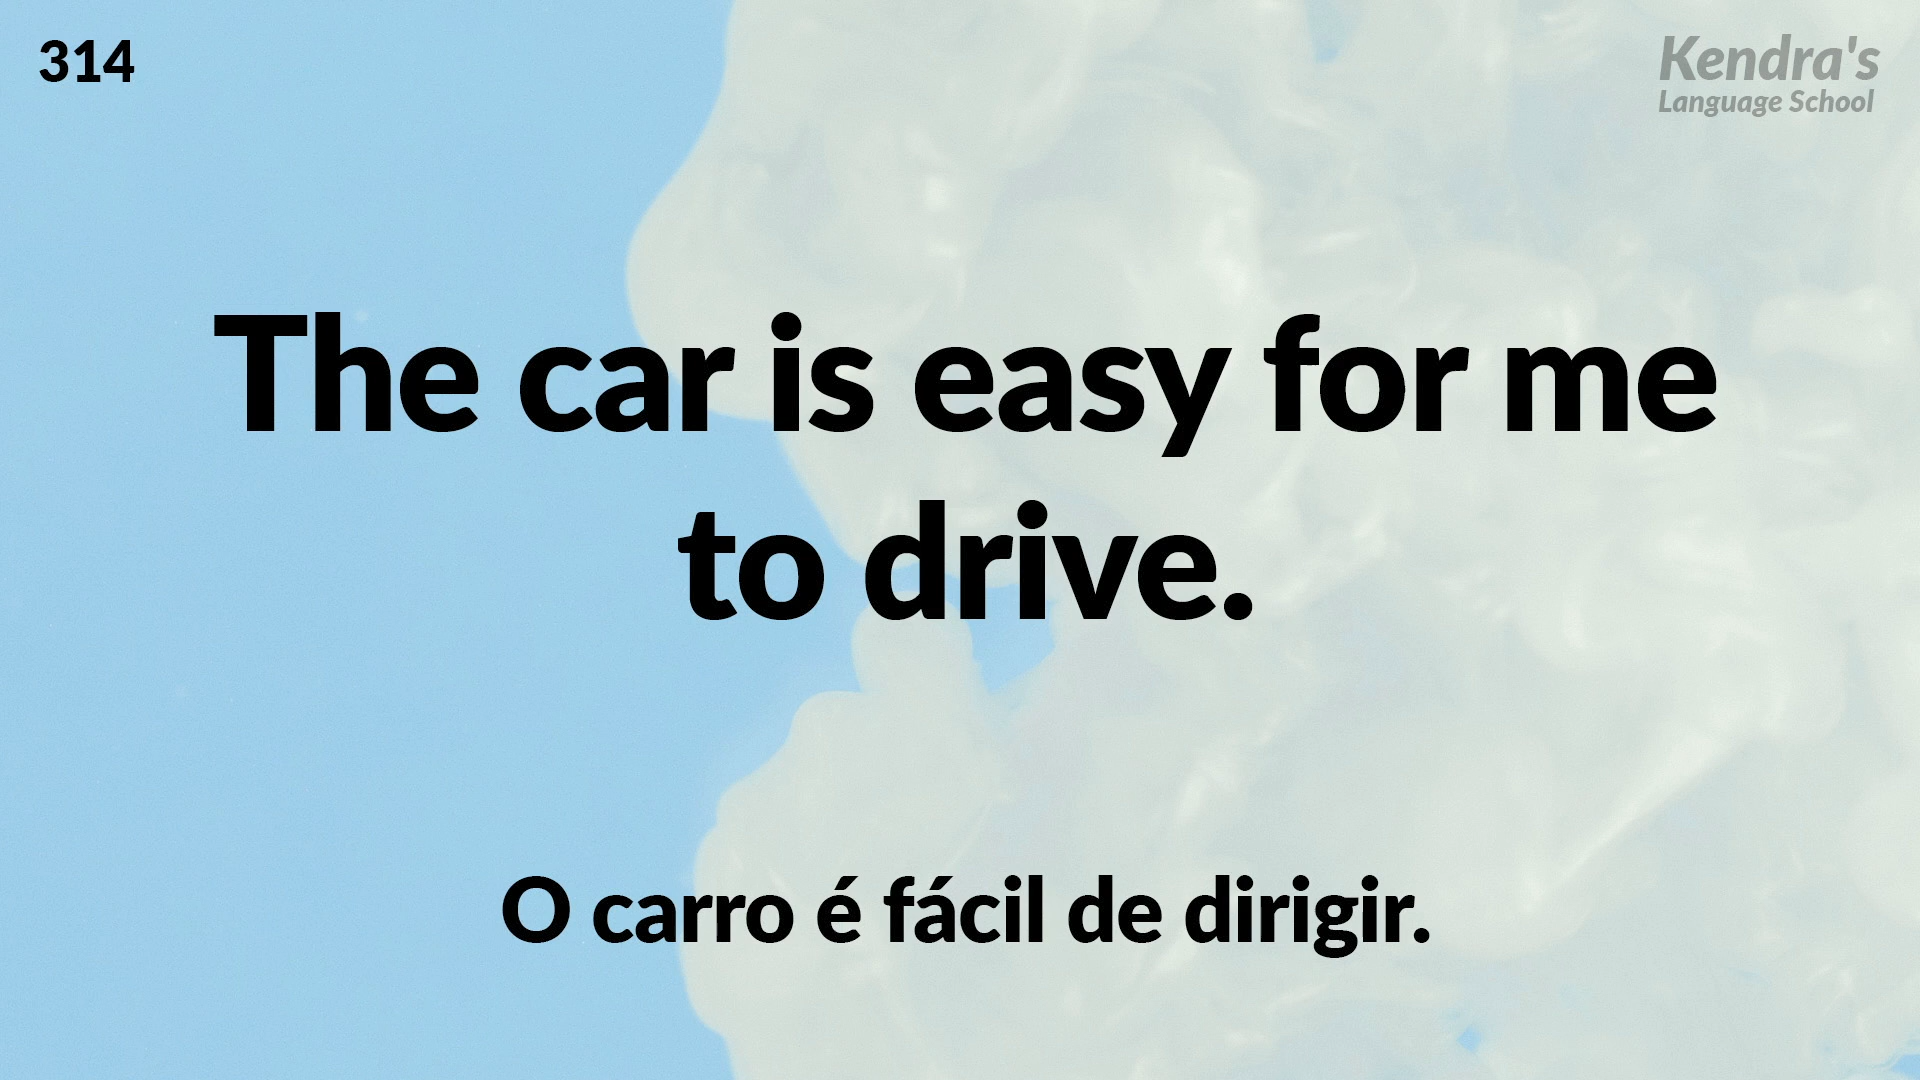 314
Kendra's
Language School
The car is easy for me
to drive.
O carro é fácil de dirigir.